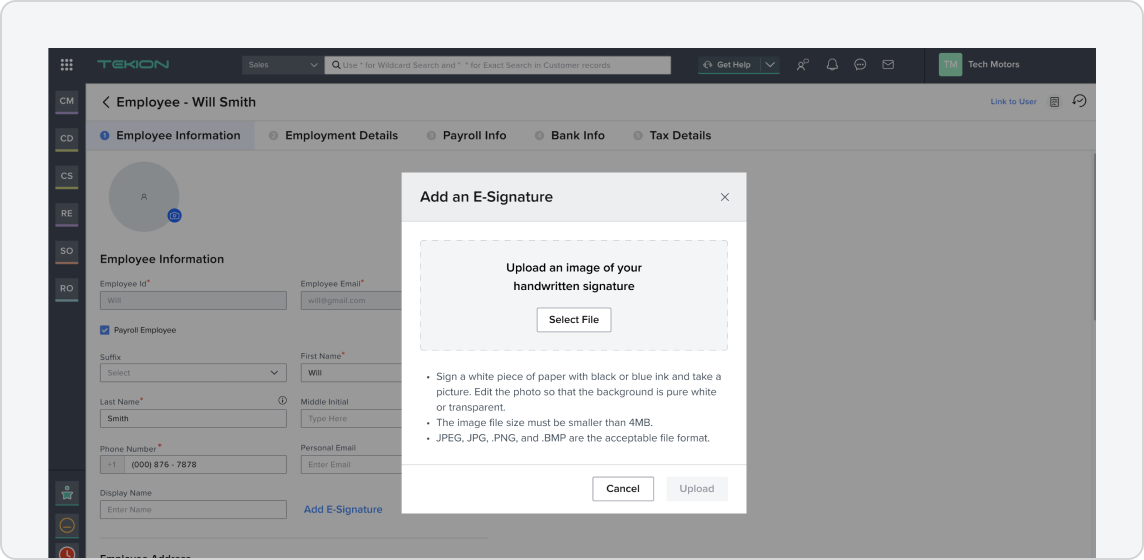 TEKION
Sales
Use * for Wildcard Search and " " for Exact Search in Customer records
Get Help
TM
Tech Motors
CM
CD
CS
RE
SO
RO
Employee - Will Smith
Link to User
1 Employee Information
2 Employment Details
3 Payroll Info
4 Bank Info
5 Tax Details
Employee Information
Employee Id*
Will
Employee Email*
will@gmail.com
Payroll Employee
Suffix
Select
First Name*
Will
Last Name*
Smith
Middle Initial
Type Here
Phone Number*
+1 (000) 876 - 7878
Personal Email
Enter Email
Display Name
Enter Name
Add E-Signature
Employee Address
Add an E-Signature
Upload an image of your
handwritten signature
Select File
• Sign a white piece of paper with black or blue ink and take a
picture. Edit the photo so that the background is pure white
or transparent.
• The image file size must be smaller than 4MB.
• JPEG, JPG, .PNG, and .BMP are the acceptable file format.
Cancel
Upload